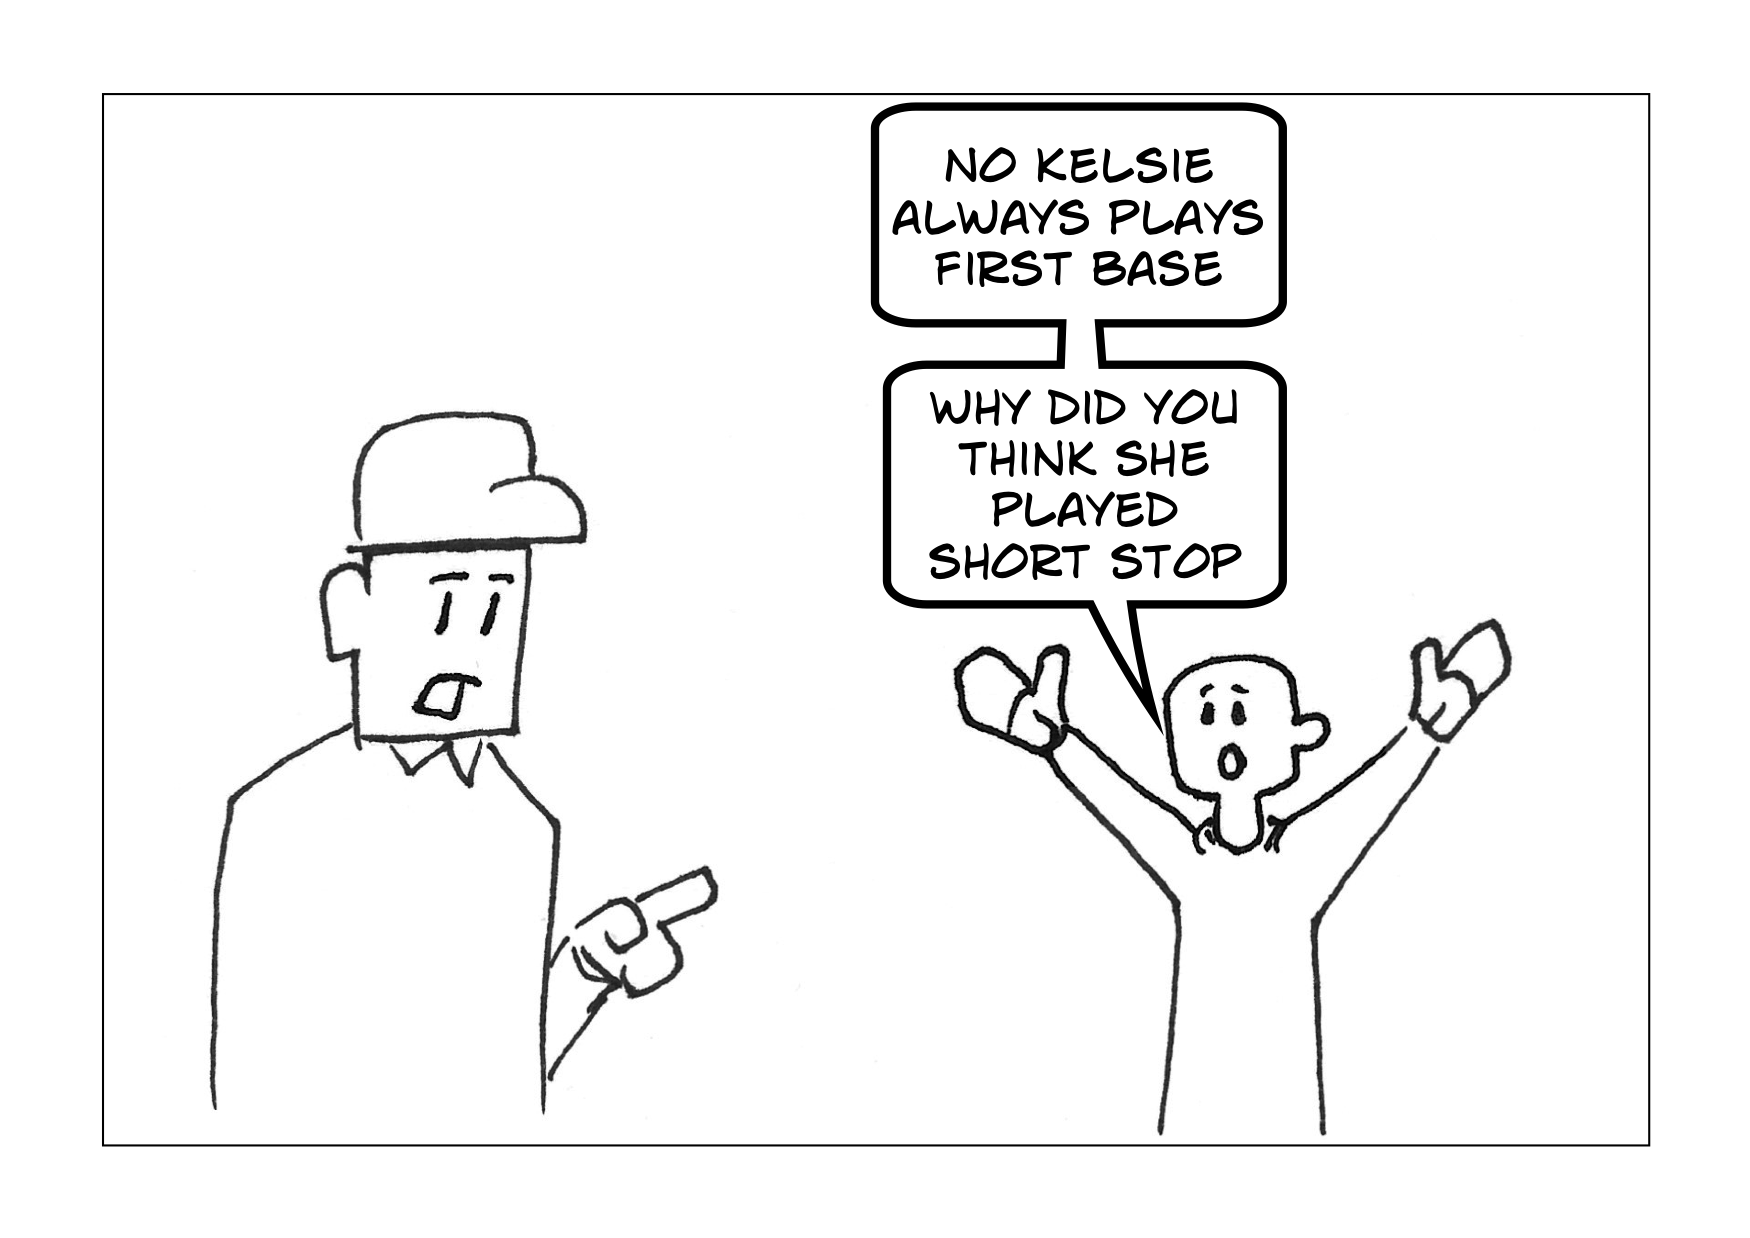 NO KELSIE
ALWAYS PLAYS
FIRST BASE
WHY DID YOU
THINK SHE
PLAYED
SHORT STOP